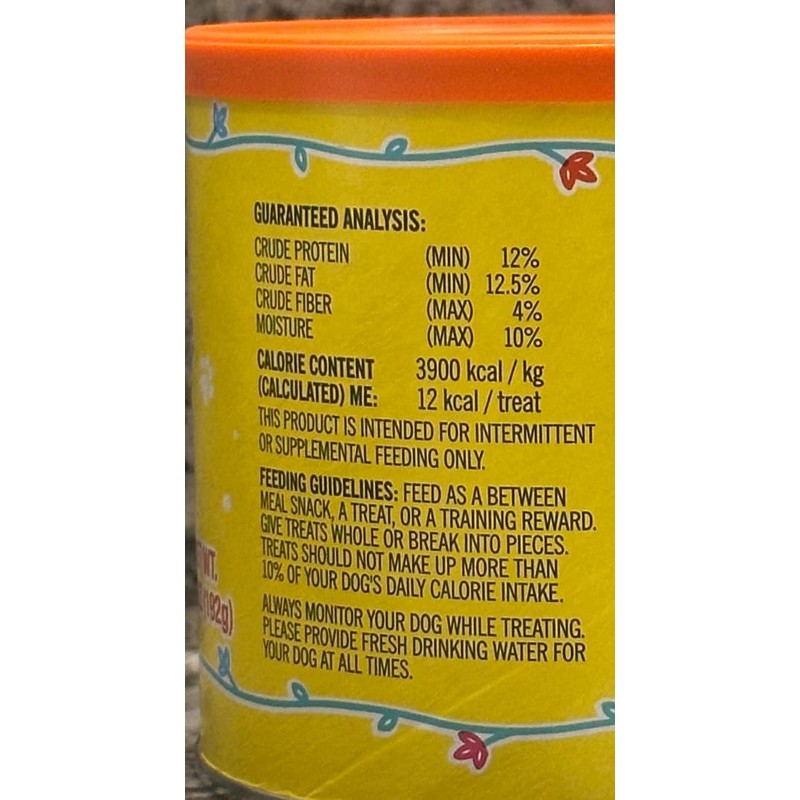 GUARANTEED ANALYSIS:
CRUDE PROTEIN (MIN) 12%
CRUDE FAT (MIN) 12.5%
CRUDE FIBER (MAX) 4%
MOISTURE (MAX) 10%
CALORIE CONTENT 3900 kcal / kg
(CALCULATED) ME: 12 kcal / treat
THIS PRODUCT IS INTENDED FOR INTERMITTENT
OR SUPPLEMENTAL FEEDING ONLY.
FEEDING GUIDELINES: FEED AS A BETWEEN
MEAL SNACK, A TREAT, OR A TRAINING REWARD.
GIVE TREATS WHOLE OR BREAK INTO PIECES.
TREATS SHOULD NOT MAKE UP MORE THAN
10% OF YOUR DOG'S DAILY CALORIE INTAKE.
ALWAYS MONITOR YOUR DOG WHILE TREATING.
PLEASE PROVIDE FRESH DRINKING WATER FOR
YOUR DOG AT ALL TIMES.
WT.
192g)